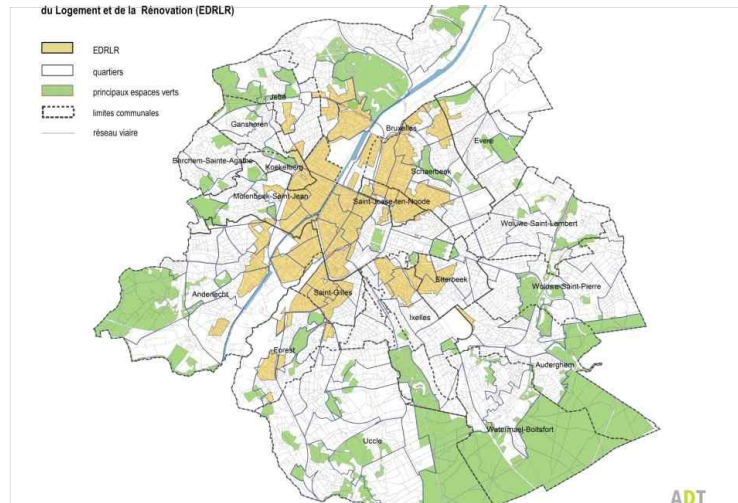 du Logement et de la Rénovation (EDRLR)
EDRLR
quartiers
principaux espaces verts
limites communales
réseau viaire
Jette
Ganshoren
Bruxelles
Evere
Berchem-Sainte-Agathe
Koekelberg
Schaerbeek
Molenbeek-Saint-Jean
Saint-Josse-ten-Noode
Woluwe-Saint-Lambert
Etterbeek
Woluwe-Saint-Pierre
Anderlecht
Saint-Gilles
Ixelles
Forest
Auderghem
Watermael-Boitsfort
Uccle
ADT